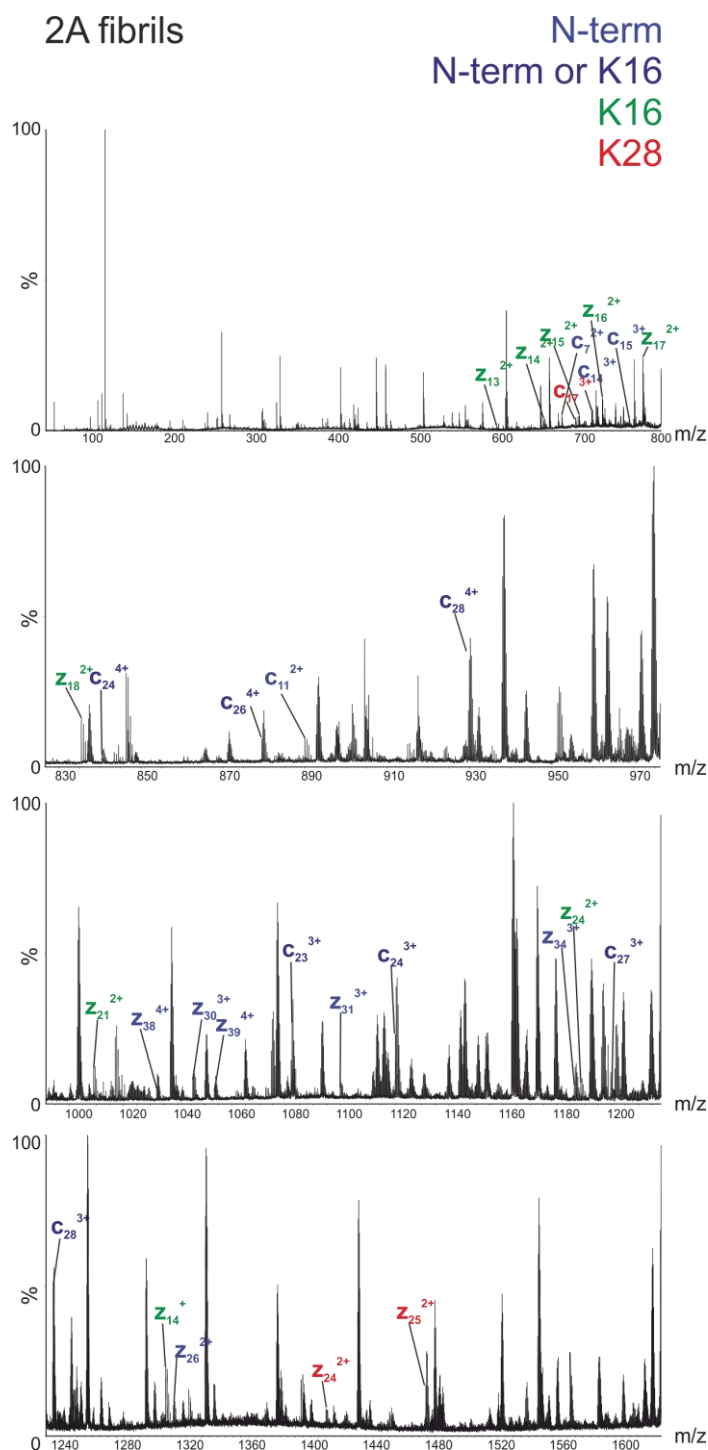 2A fibrils
N-term
N-term or K16
K16
K28
100
%
0
z13 2+
z14 2+
z15 2+
c7 2+
z16 2+
c15 3+
z17 2+
c14 3+
c17 3+
100 200 300 400 500 600 700 800 m/z
100
%
0
z18 2+
c24 4+
c26 4+
c11 2+
c28 4+
830 850 870 890 910 930 950 970 m/z
100
%
0
z21 2+
z38 4+
z30 3+
z39 4+
c23 3+
z31 3+
c24 3+
z34 3+
z24 2+
c27 3+
1000 1020 1040 1060 1080 1100 1120 1140 1160 1180 1200 m/z
100
%
0
c28 3+
z14 +
z26 2+
z24 2+
z25 2+
1240 1280 1320 1360 1400 1440 1480 1520 1560 1600 m/z